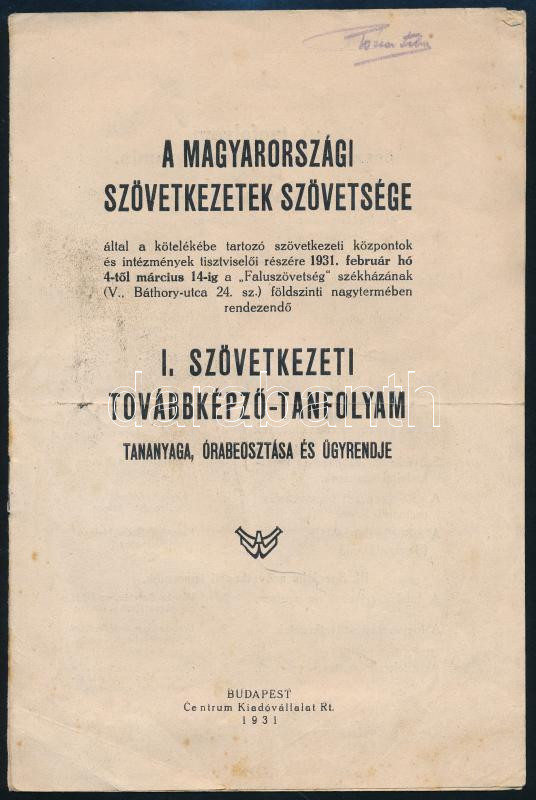 A MAGYARORSZÁGI
SZÖVETKEZETEK SZÖVETSÉGE
által a kötelékébe tartozó szövetkezeti központok
és intézmények tisztviselői részére 1931. február hó
4-től március 14-ig a „Faluszövetség" székházának
(V., Báthory-utca 24. sz.) földszinti nagytermében
rendezendő
I. SZÖVETKEZETI
TOVÁBBKÉPZŐ-TANFOLYAM
TANANYAGA, ÓRABEOSZTÁSA ÉS ÜGYRENDJE
BUDAPEST
Centrum Kiadóvállalat Rt.
1931